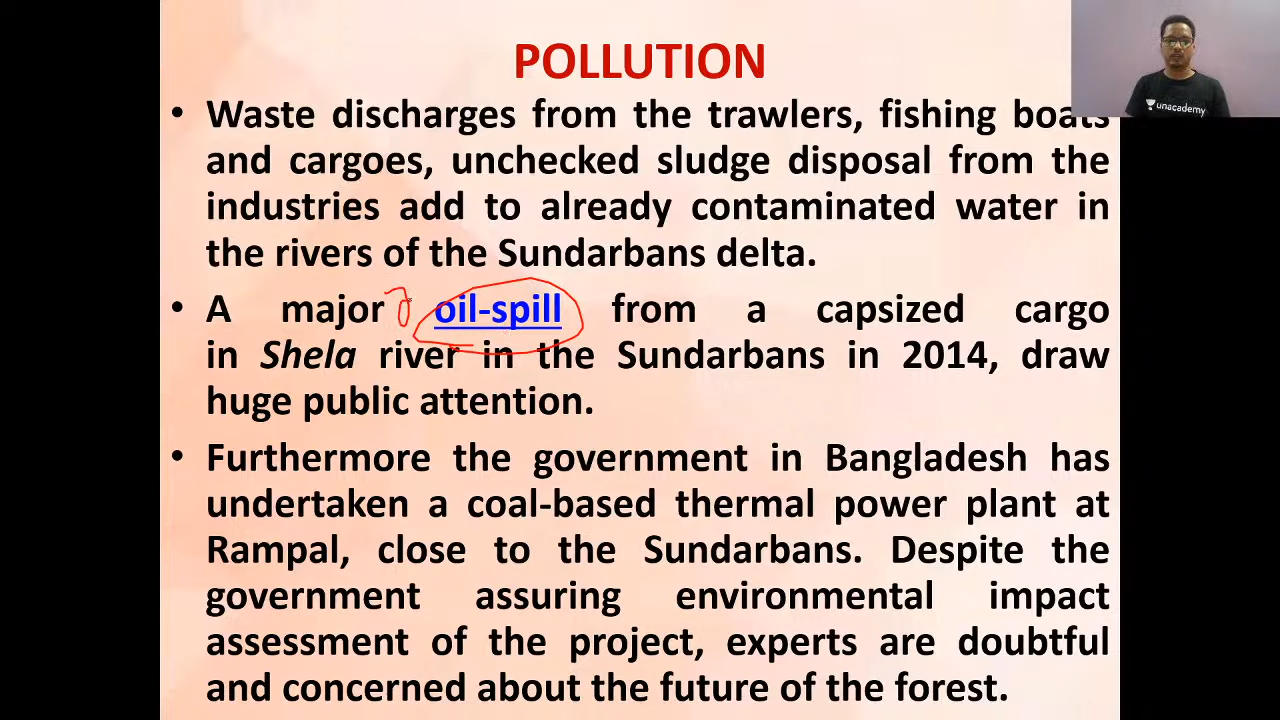 POLLUTION
• Waste discharges from the trawlers, fishing boats
and cargoes, unchecked sludge disposal from the
industries add to already contaminated water in
the rivers of the Sundarbans delta.
• A major oil-spill from a capsized cargo
in Shela river in the Sundarbans in 2014, draw
huge public attention.
• Furthermore the government in Bangladesh has
undertaken a coal-based thermal power plant at
Rampal, close to the Sundarbans. Despite the
government assuring environmental impact
assessment of the project, experts are doubtful
and concerned about the future of the forest.
unacademy